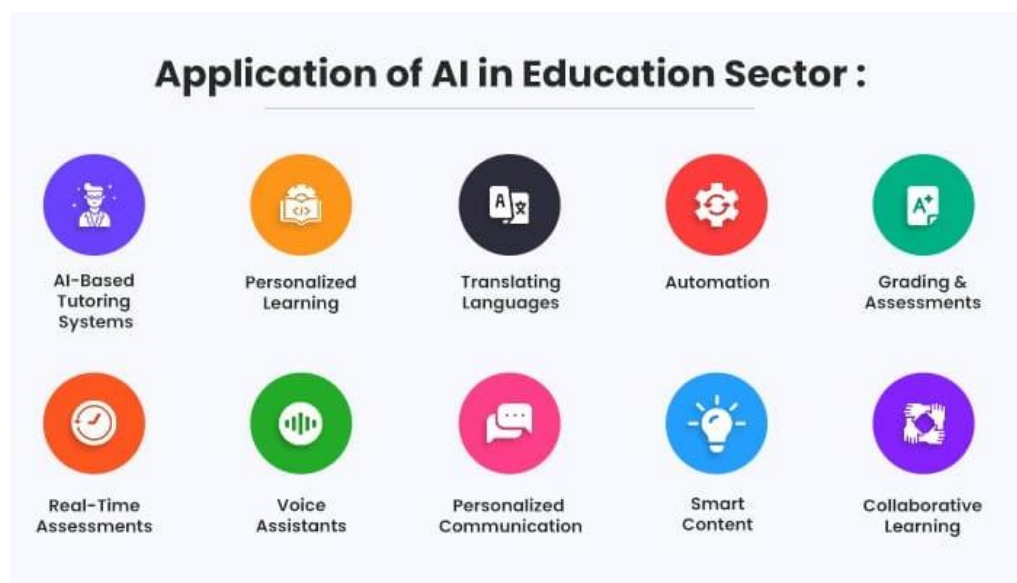 Application of AI in Education Sector :
AI-Based
Tutoring
Systems
Personalized
Learning
Translating
Languages
Automation
Grading &
Assessments
Real-Time
Assessments
Voice
Assistants
Personalized
Communication
Smart
Content
Collaborative
Learning